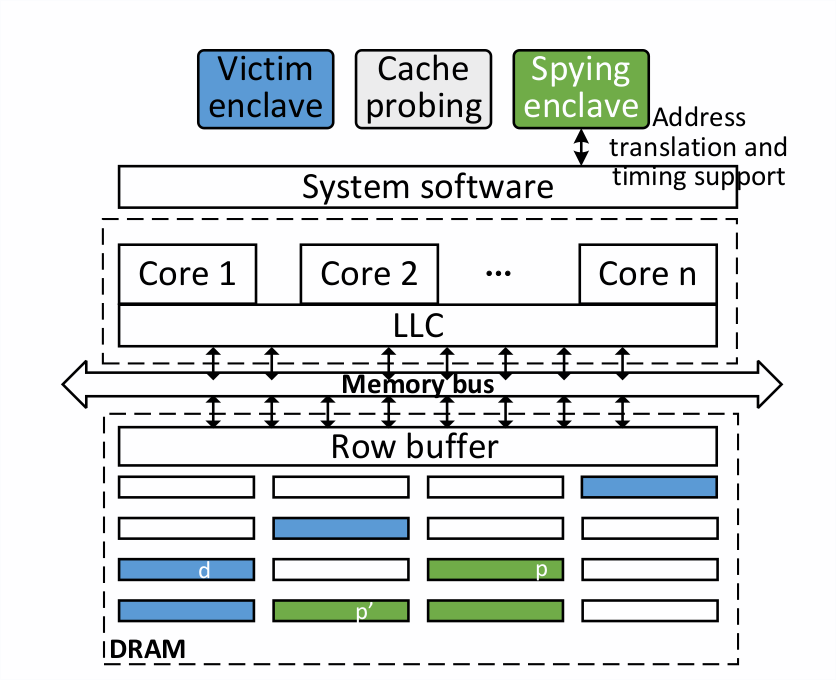 Victim
enclave
Cache
probing
Spying
enclave
Address
translation and
timing support
System software
Core 1
Core 2
...
Core n
LLC
Memory bus
Row buffer
d
p
p’
DRAM